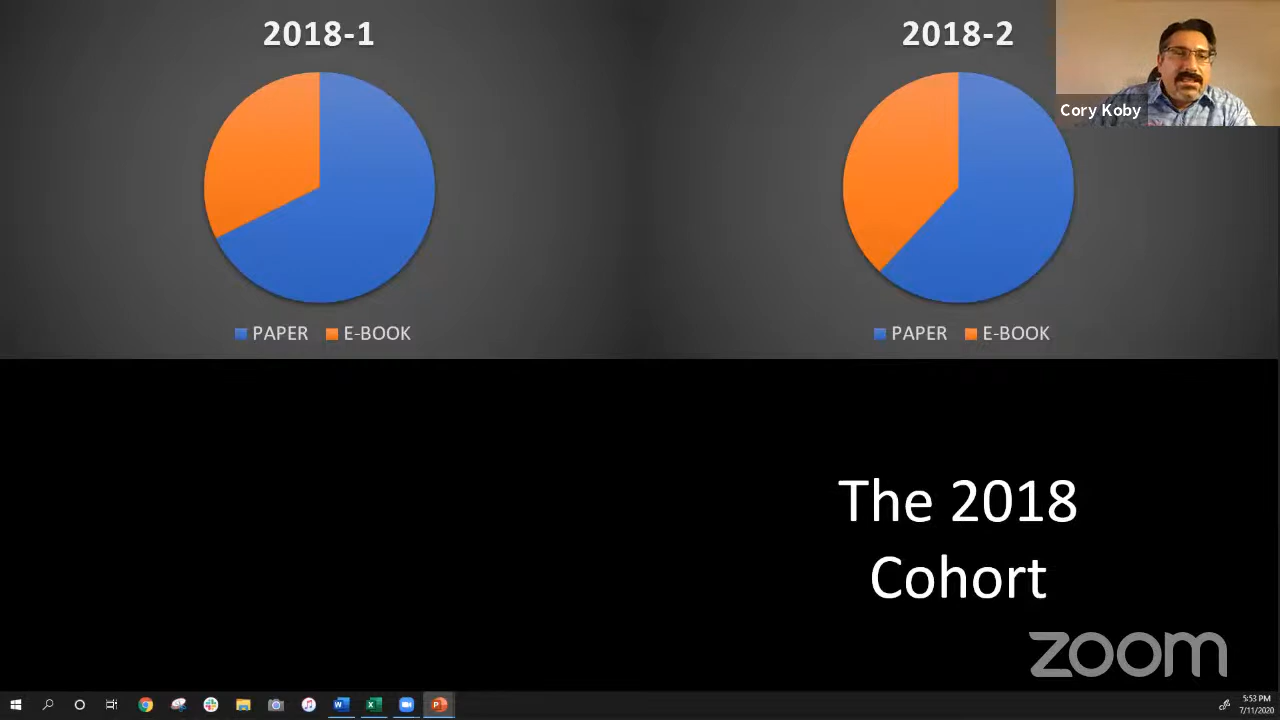 2018-1
2018-2
Cory Koby
PAPER E-BOOK
PAPER E-BOOK
The 2018
Cohort
zoom
5:53 PM
7/11/2020